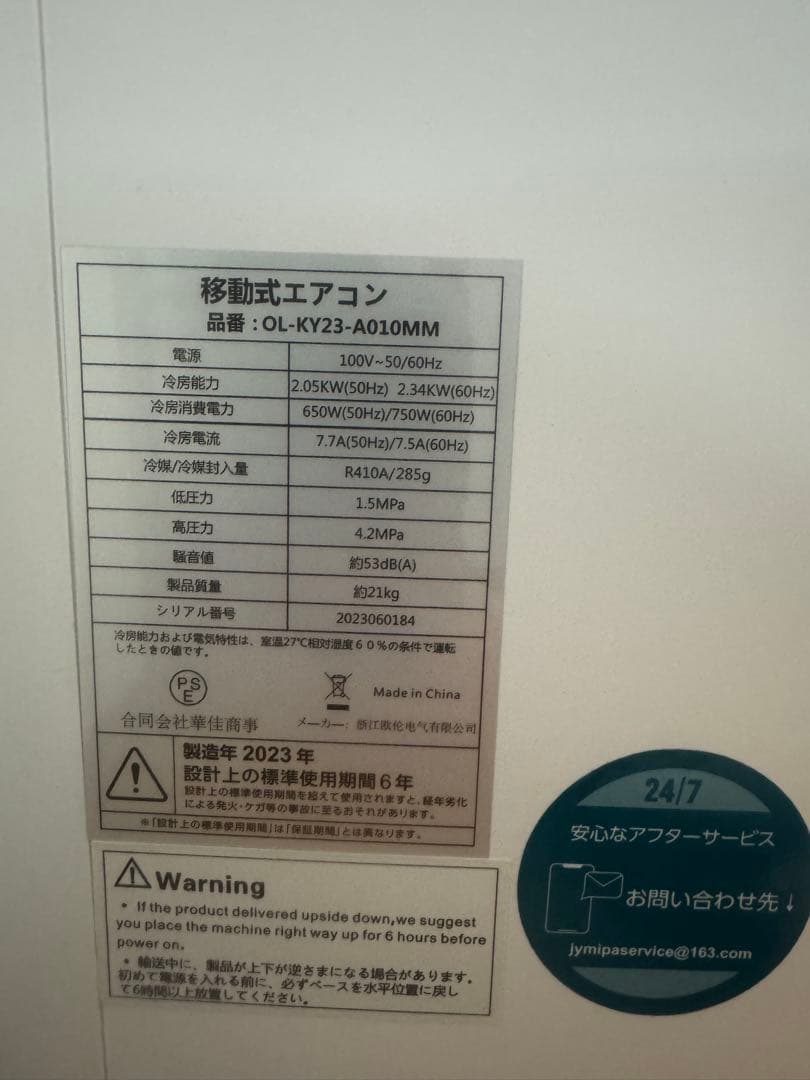 移動式エアコン
品番：OL-KY23-A010MM
電源 100V~50/60Hz
冷房能力 2.05KW(50Hz) 2.34KW(60Hz)
冷房消費電力 650W(50Hz)/750W(60Hz)
冷房電流 7.7A(50Hz)/7.5A(60Hz)
冷媒/冷媒封入量 R410A/285g
低圧力 1.5MPa
高圧力 4.2MPa
騒音値 約53dB(A)
製品質量 約21kg
シリアル番号 2023060184
冷房能力および電気特性は、室温27℃相対湿度６０％の条件で運転
したときの値です。
PSE
Made in China
合同会社華佳商事
メーカー：浙江欧伦电气有限公司
製造年 2023 年
設計上の標準使用期間６年
設計上の標準使用期間を超えて使用されますと、経年劣化
による発火・ケガ等の事故に至るおそれがあります。
※「設計上の標準使用期間」は「保証期間」とは異なります。
Warning
• If the product delivered upside down,we suggest
you place the machine right way up for 6 hours before
power on.
• 輸送中に、製品が上下が逆さまになる場合があります。
初めて電源を入れる前に、必ずベースを水平位置に戻し
て6時間以上放置してください。
24/7
安心なアフターサービス
お問い合わせ先↓
jymipaservice@163.com